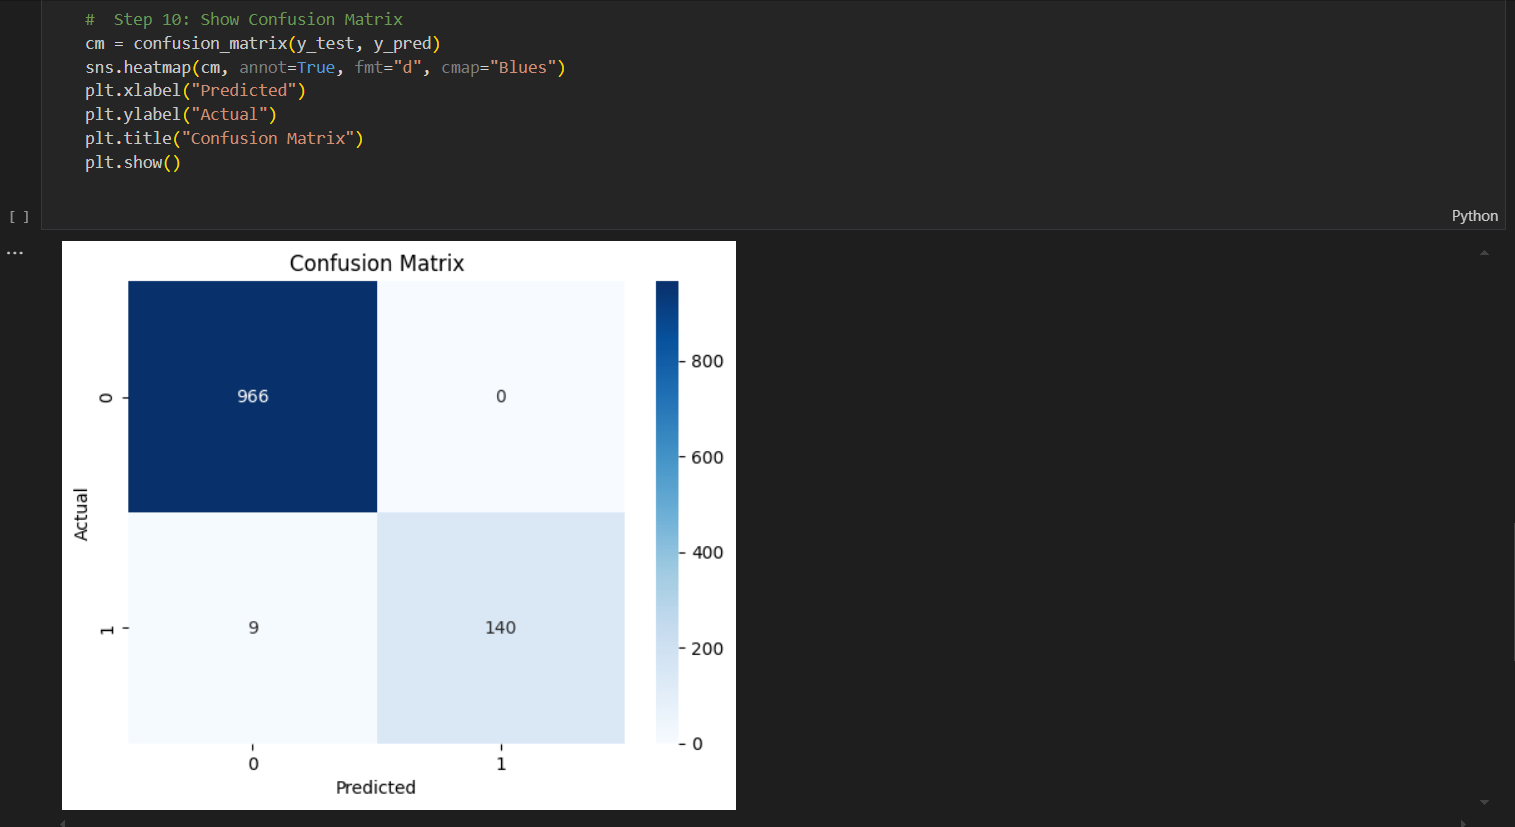 #  Step 10: Show Confusion Matrix
cm = confusion_matrix(y_test, y_pred)
sns.heatmap(cm, annot=True, fmt="d", cmap="Blues")
plt.xlabel("Predicted")
plt.ylabel("Actual")
plt.title("Confusion Matrix")
plt.show()
[ ]
Python
...
Confusion Matrix
966
0
9
140
0
1
Actual
0
1
Predicted
800
600
400
200
0